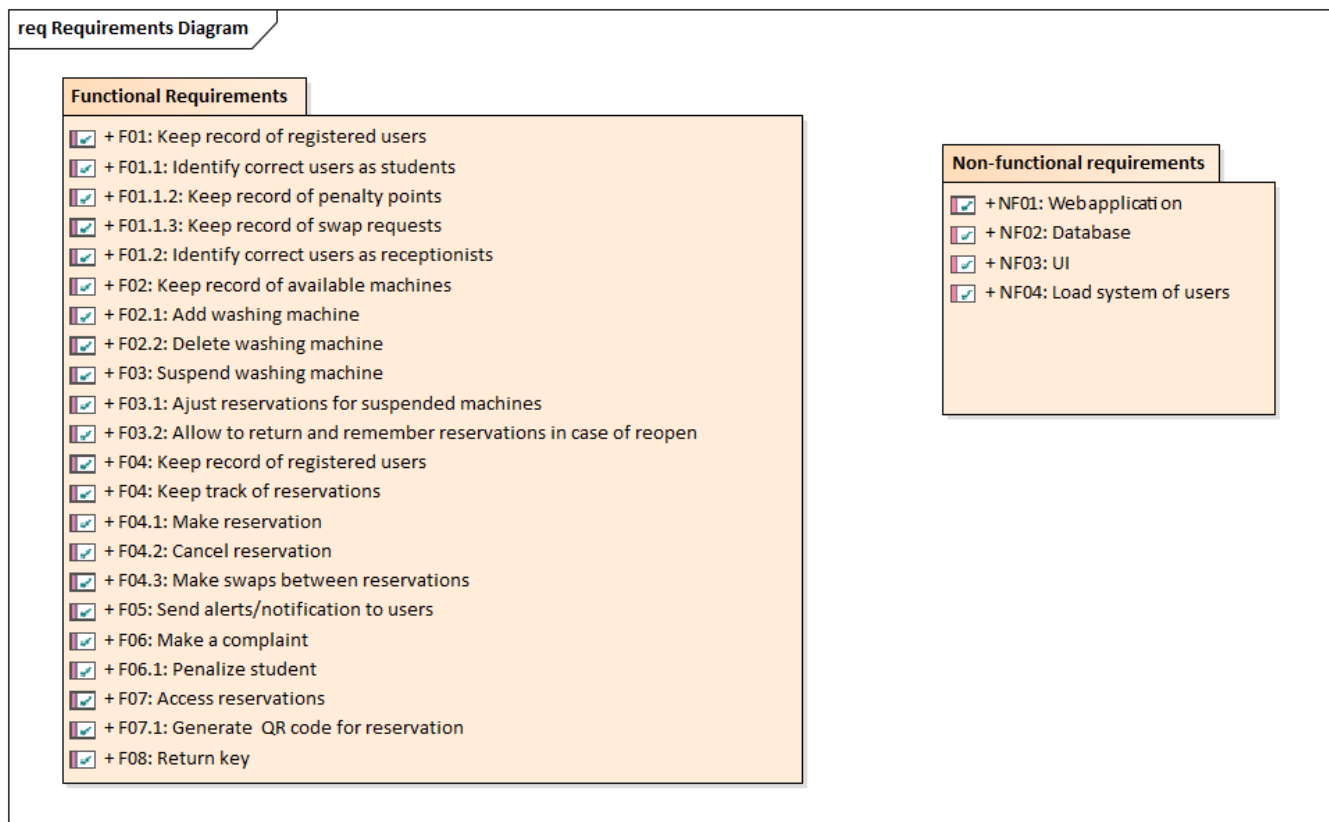 req Requirements Diagram
Functional Requirements
+ F01: Keep record of registered users
+ F01.1: Identify correct users as students
+ F01.1.2: Keep record of penalty points
+ F01.1.3: Keep record of swap requests
+ F01.2: Identify correct users as receptionists
+ F02: Keep record of available machines
+ F02.1: Add washing machine
+ F02.2: Delete washing machine
+ F03: Suspend washing machine
+ F03.1: Ajust reservations for suspended machines
+ F03.2: Allow to return and remember reservations in case of reopen
+ F04: Keep record of registered users
+ F04: Keep track of reservations
+ F04.1: Make reservation
+ F04.2: Cancel reservation
+ F04.3: Make swaps between reservations
+ F05: Send alerts/notification to users
+ F06: Make a complaint
+ F06.1: Penalize student
+ F07: Access reservations
+ F07.1: Generate QR code for reservation
+ F08: Return key
Non-functional requirements
+ NF01: Webapplication
+ NF02: Database
+ NF03: UI
+ NF04: Load system of users